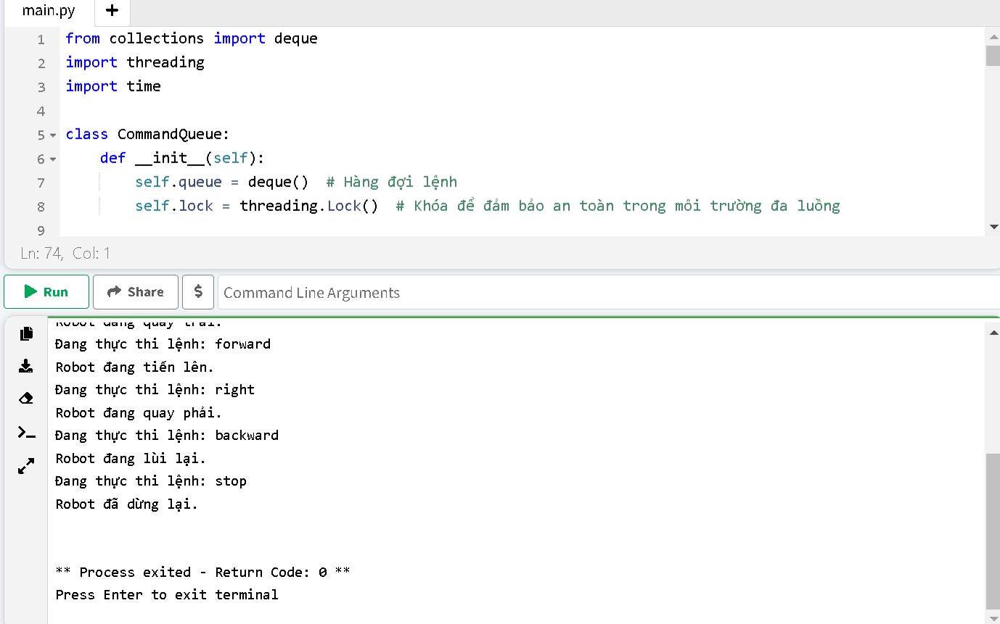 main.py
+
1 from collections import deque
2 import threading
3 import time
4
5 class CommandQueue:
6 def __init__(self):
7 self.queue = deque() # Hàng đợi lệnh
8 self.lock = threading.Lock() # Khóa để đảm bảo an toàn trong môi trường đa luồng
9
Ln: 74, Col: 1
Run Share $ Command Line Arguments
Robot đang quay trái.
Đang thực thi lệnh: forward
Robot đang tiến lên.
Đang thực thi lệnh: right
Robot đang quay phải.
Đang thực thi lệnh: backward
Robot đang lùi lại.
Đang thực thi lệnh: stop
Robot đã dừng lại.
** Process exited - Return Code: 0 **
Press Enter to exit terminal